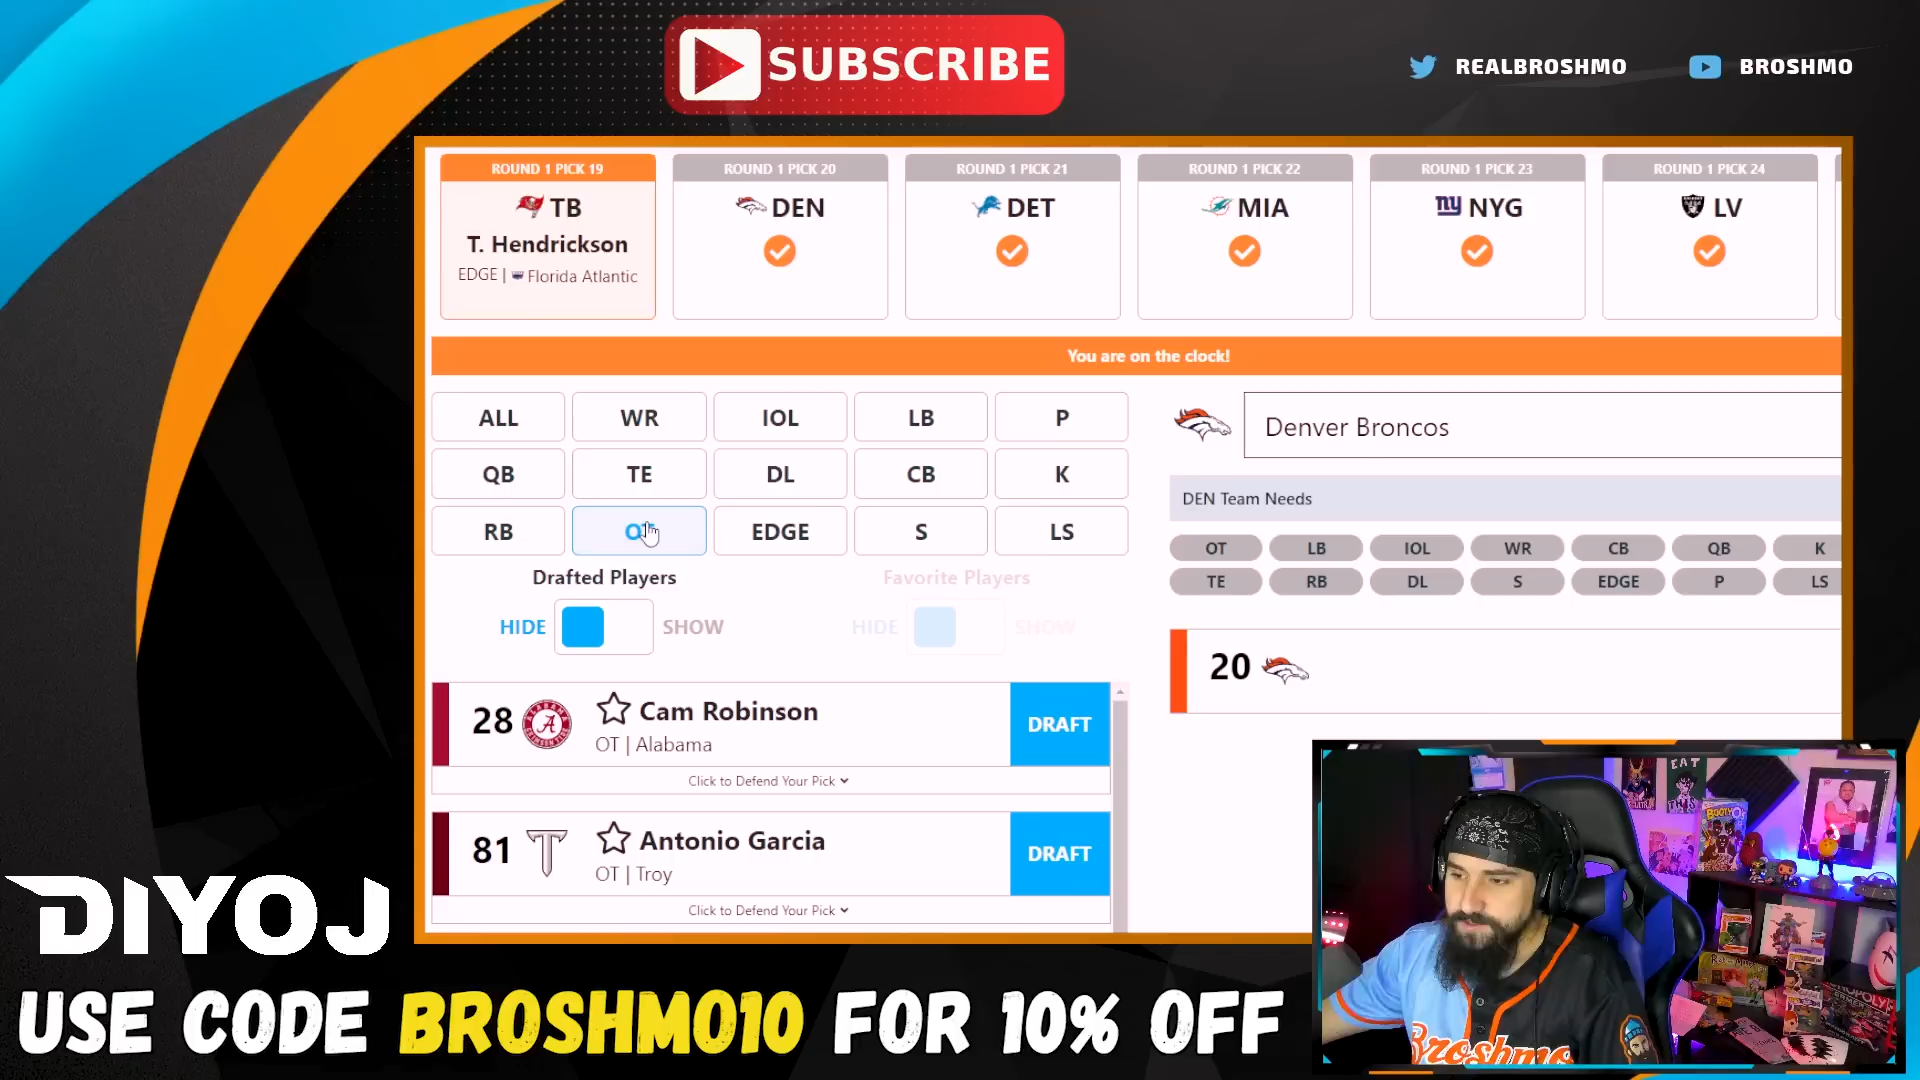 SUBSCRIBE
REALBROSHMO
BROSHMO
ROUND 1 PICK 19
ROUND 1 PICK 20
ROUND 1 PICK 21
ROUND 1 PICK 22
ROUND 1 PICK 23
ROUND 1 PICK 24
TB
DEN
DET
MIA
NYG
LV
T. Hendrickson
EDGE | Florida Atlantic
You are on the clock!
ALL WR IOL LB P
QB TE DL CB K
RB OT EDGE S LS
Denver Broncos
DEN Team Needs
OT LB IOL WR CB QB K
TE RB DL S EDGE P LS
Drafted Players
Favorite Players
HIDE SHOW
HIDE SHOW
20
28 Cam Robinson
OT | Alabama
DRAFT
Click to Defend Your Pick
81 Antonio Garcia
OT | Troy
DRAFT
Click to Defend Your Pick
DIYOJ
USE CODE BROSHMO10 FOR 10% OFF
EAT
THIS
BOOTY O's
Broshmo